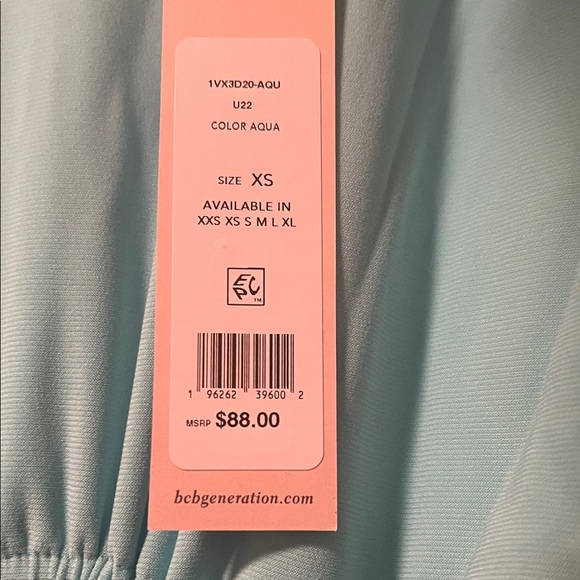 1VX3D20-AQU
U22
COLOR AQUA
SIZE XS
AVAILABLE IN
XXS XS S M L XL
EPC™
1 96262 39600 2
MSRP $88.00
bcbgeneration.com